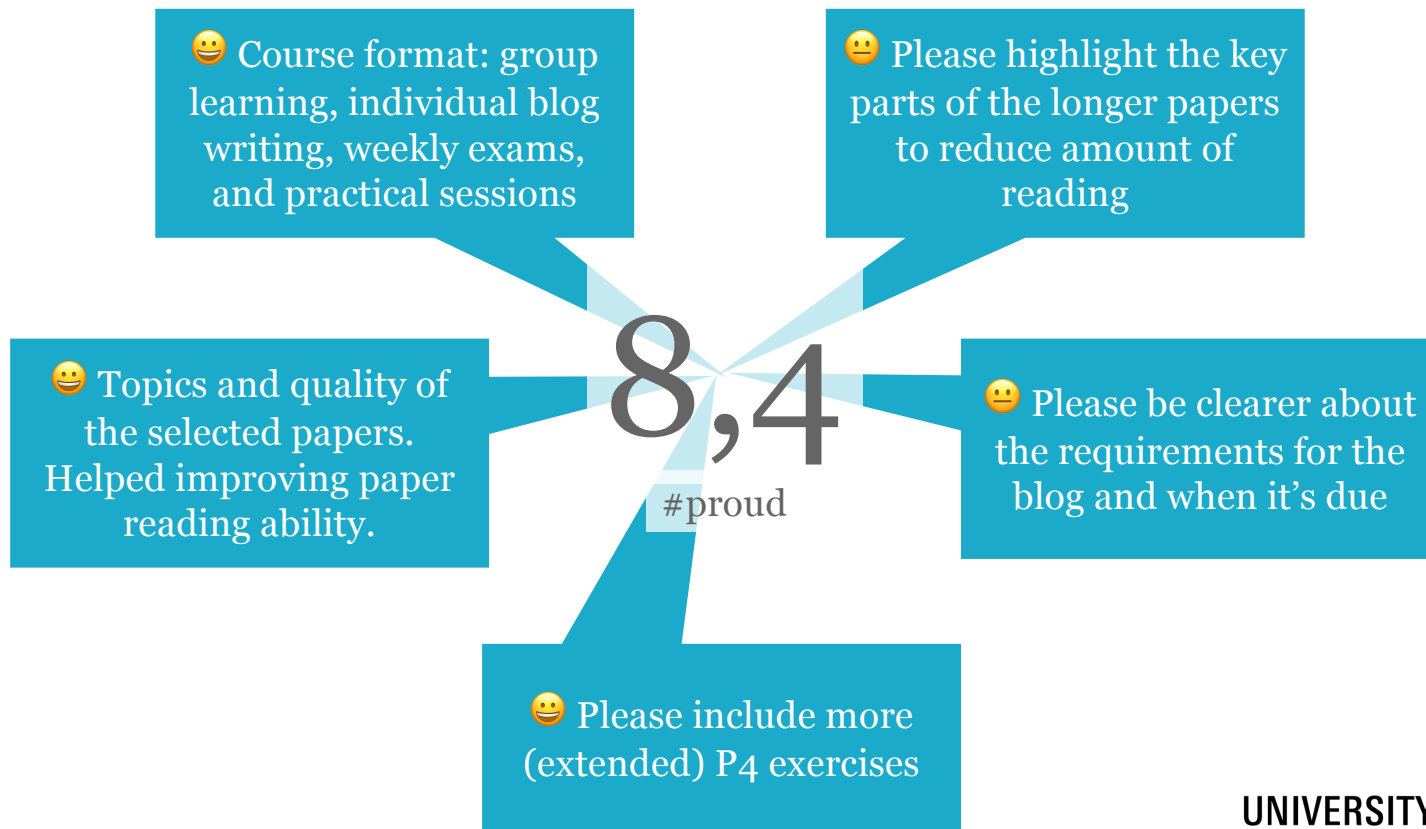 😀 Course format: group
learning, individual blog
writing, weekly exams,
and practical sessions
😐 Please highlight the key
parts of the longer papers
to reduce amount of
reading
8,4
#proud
😀 Topics and quality of
the selected papers.
Helped improving paper
reading ability.
😐 Please be clearer about
the requirements for the
blog and when it's due
😀 Please include more
(extended) P4 exercises
UNIVERSITY